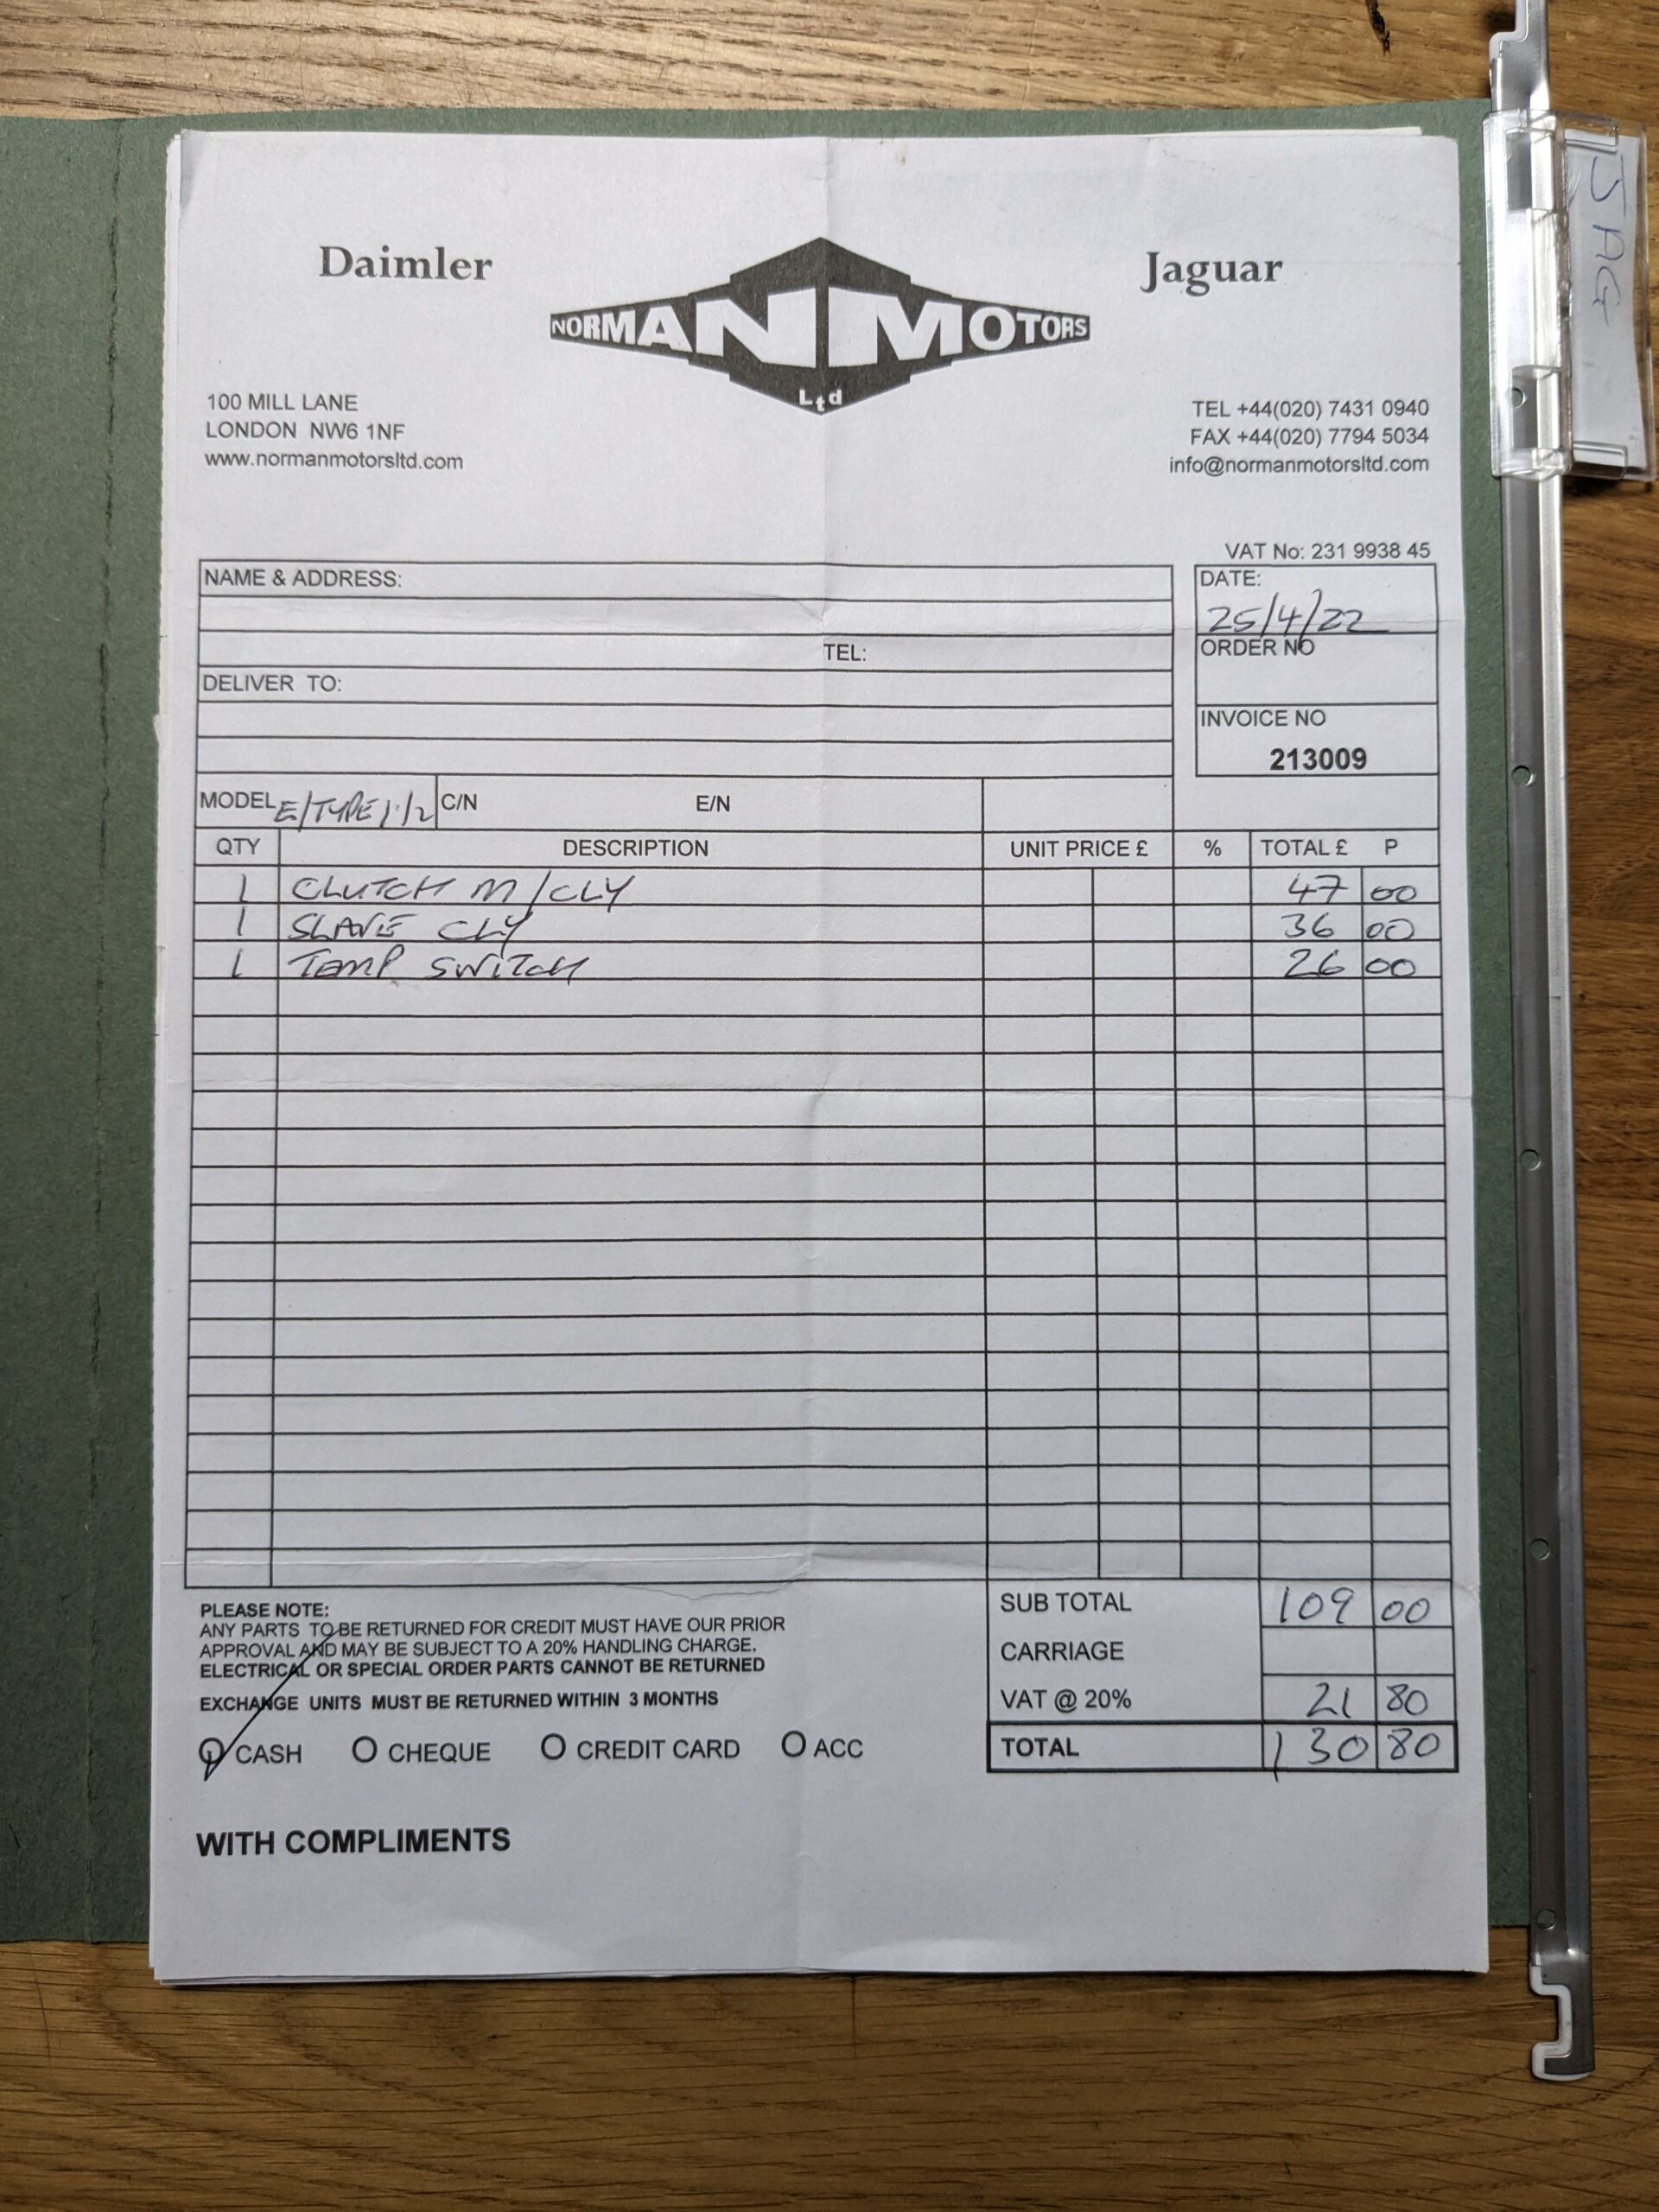 JAG
Daimler
NORMAN MOTORS
Ltd
Jaguar
100 MILL LANE
LONDON NW6 1NF
www.normanmotorsltd.com
TEL +44(020) 7431 0940
FAX +44(020) 7794 5034
info@normanmotorsltd.com
VAT No: 231 9938 45
NAME & ADDRESS:
TEL:
DELIVER TO:
DATE:
25/4/22
ORDER NO
INVOICE NO
213009
MODEL E/TYPE 1·1/2 C/N E/N
QTY DESCRIPTION UNIT PRICE £ % TOTAL £ P
1 CLUTCH M/CLY 47 00
1 SLAVE CLY 36 00
1 TEMP SWITCH 26 00
PLEASE NOTE:
ANY PARTS TO BE RETURNED FOR CREDIT MUST HAVE OUR PRIOR
APPROVAL AND MAY BE SUBJECT TO A 20% HANDLING CHARGE.
ELECTRICAL OR SPECIAL ORDER PARTS CANNOT BE RETURNED
EXCHANGE UNITS MUST BE RETURNED WITHIN 3 MONTHS
CASH CHEQUE CREDIT CARD ACC
SUB TOTAL 109 00
CARRIAGE
VAT @ 20% 21 80
TOTAL 130 80
WITH COMPLIMENTS